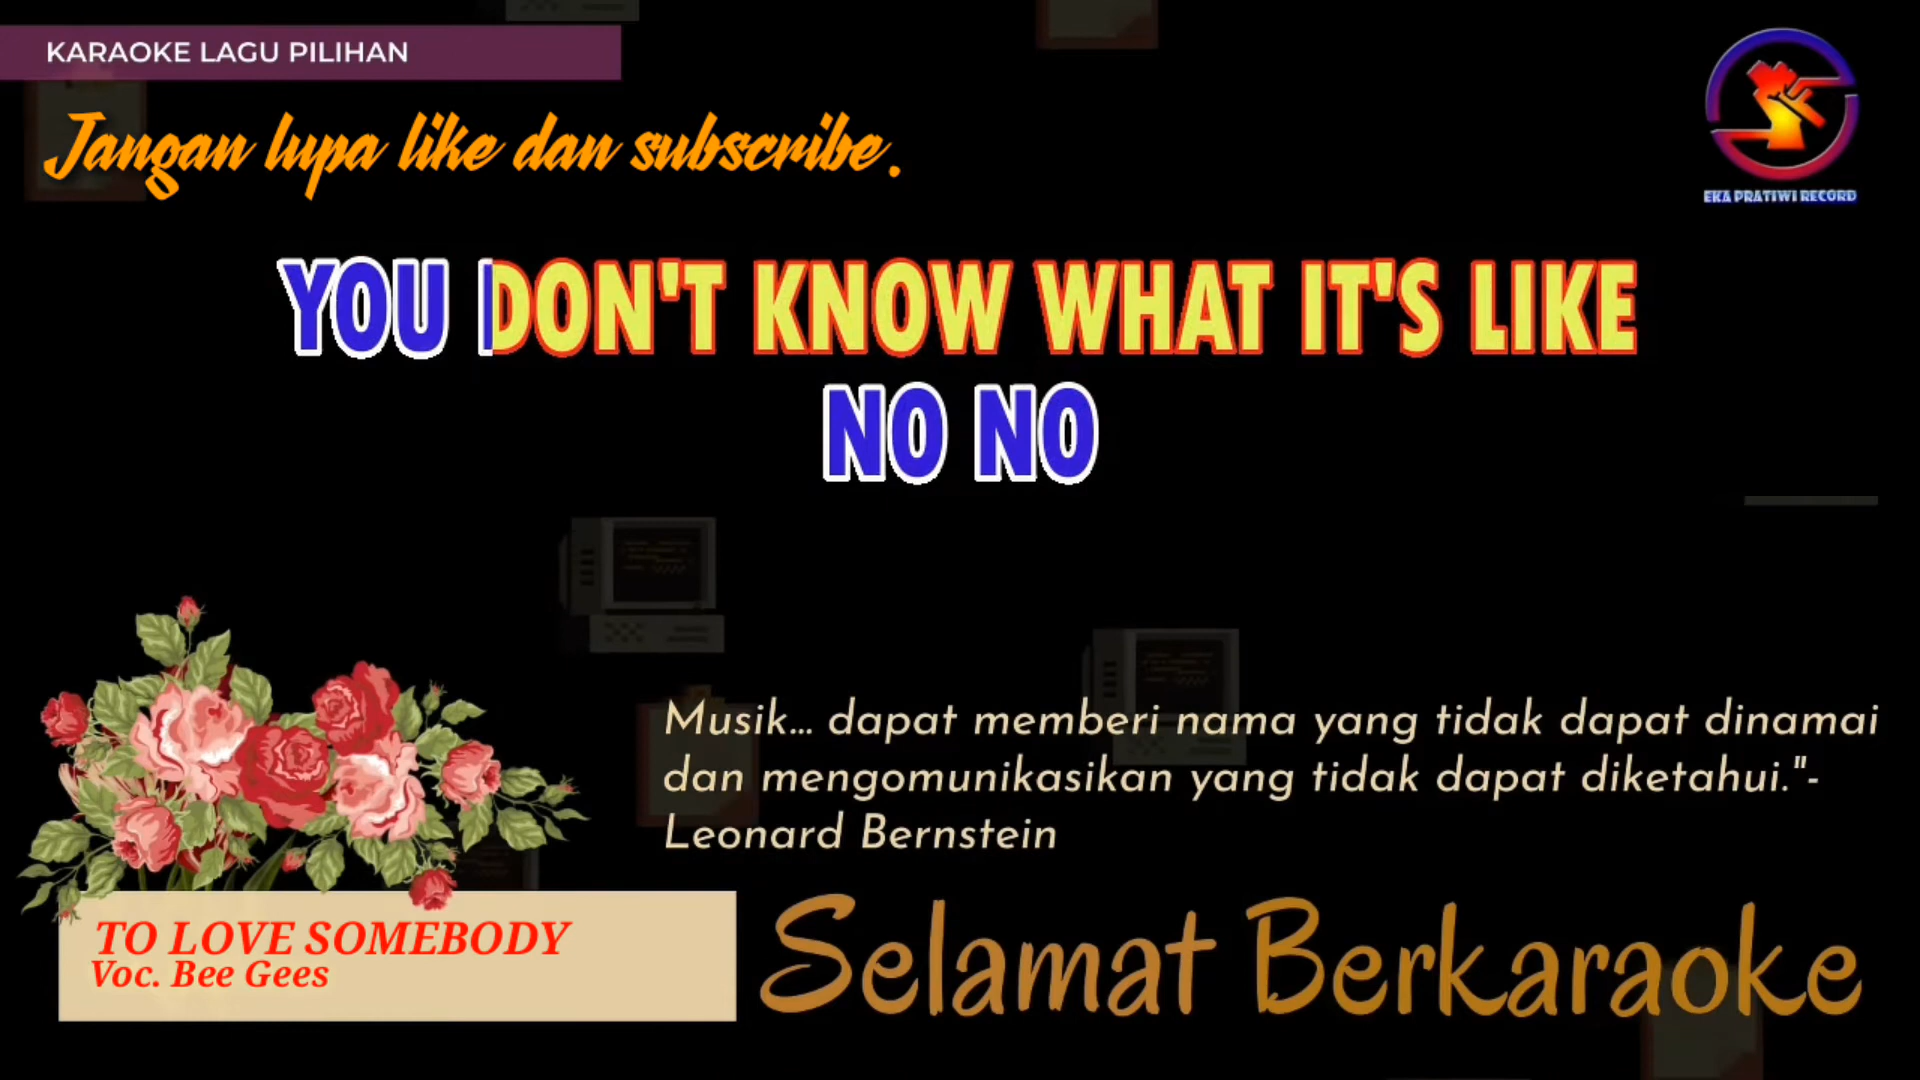 KARAOKE LAGU PILIHAN
Jangan lupa like dan subscribe.
EKA PRATIWI RECORD
YOU DON'T KNOW WHAT IT'S LIKE
NO NO
Musik... dapat memberi nama yang tidak dapat dinamai
dan mengomunikasikan yang tidak dapat diketahui."-
Leonard Bernstein
TO LOVE SOMEBODY
Voc. Bee Gees
Selamat Berkaraoke